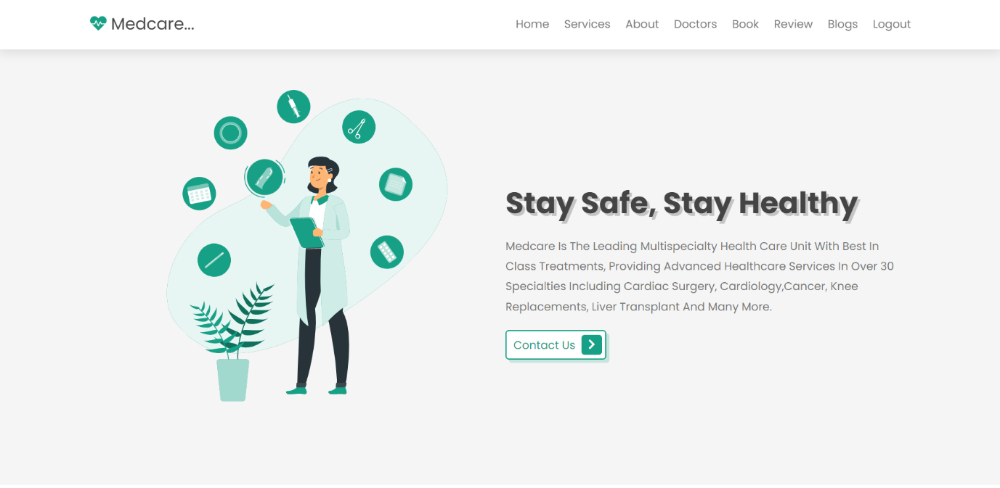 Medcare...
Home Services About Doctors Book Review Blogs Logout
Stay Safe, Stay Healthy
Medcare Is The Leading Multispecialty Health Care Unit With Best In
Class Treatments, Providing Advanced Healthcare Services In Over 30
Specialties Including Cardiac Surgery, Cardiology,Cancer, Knee
Replacements, Liver Transplant And Many More.
Contact Us